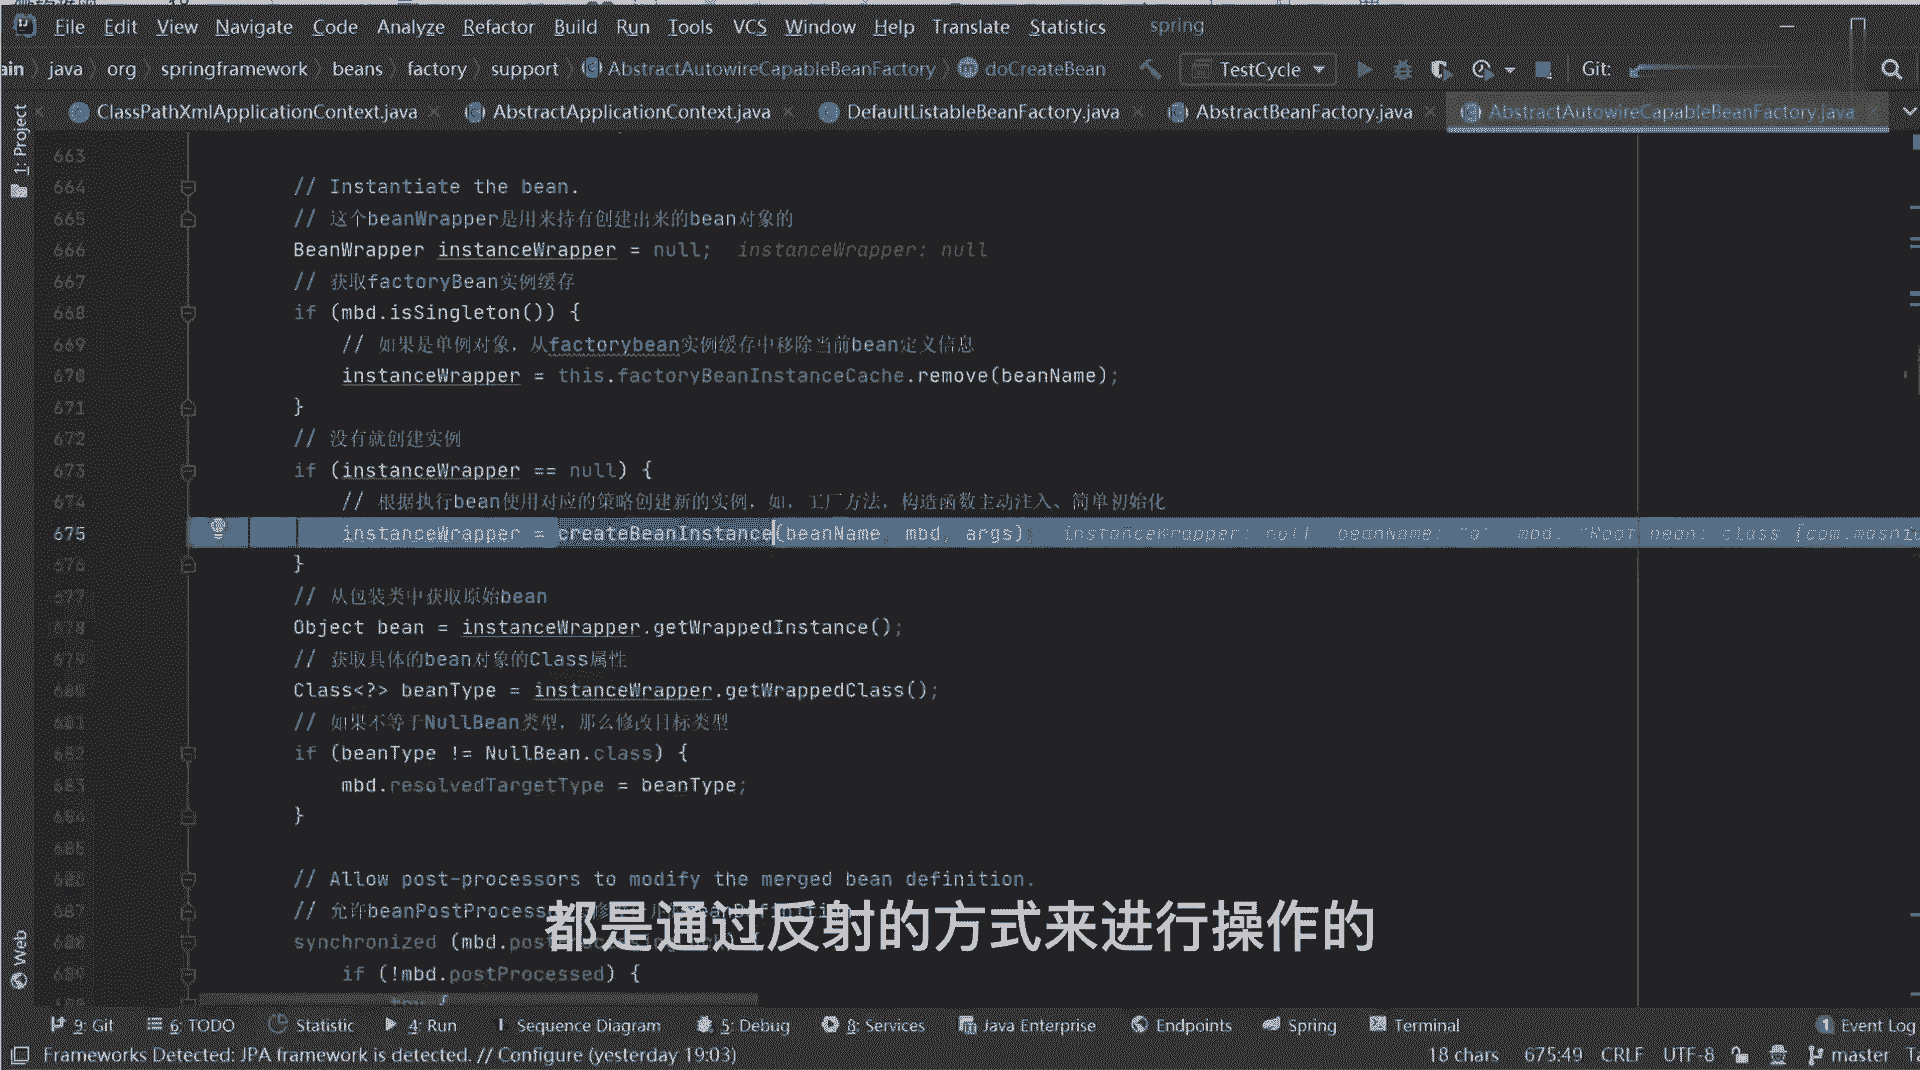 File Edit View Navigate Code Analyze Refactor Build Run Tools VCS Window Help Translate Statistics spring
ain java org springframework beans factory support AbstractAutowireCapableBeanFactory doCreateBean TestCycle Git:
ClassPathXmlApplicationContext.java AbstractApplicationContext.java DefaultListableBeanFactory.java AbstractBeanFactory.java AbstractAutowireCapableBeanFactory.java
1: Project
663
664 // Instantiate the bean.
665 // 这个beanWrapper是用来持有创建出来的bean对象的
666 BeanWrapper instanceWrapper = null; instanceWrapper: null
667 // 获取factoryBean实例缓存
668 if (mbd.isSingleton()) {
669 // 如果是单例对象，从factorybean实例缓存中移除当前bean定义信息
670 instanceWrapper = this.factoryBeanInstanceCache.remove(beanName);
671 }
672 // 没有就创建实例
673 if (instanceWrapper == null) {
674 // 根据执行bean使用对应的策略创建新的实例，如，工厂方法，构造函数主动注入、简单初始化
675 instanceWrapper = createBeanInstance(beanName, mbd, args); instanceWrapper: null beanName: "a" mbd: "Root bean: class [com.mashib
676 }
677 // 从包装类中获取原始bean
678 Object bean = instanceWrapper.getWrappedInstance();
679 // 获取具体的bean对象的Class属性
680 Class<?> beanType = instanceWrapper.getWrappedClass();
681 // 如果不等于NullBean类型，那么修改目标类型
682 if (beanType != NullBean.class) {
683 mbd.resolvedTargetType = beanType;
684 }
685
686 // Allow post-processors to modify the merged bean definition.
687 // 允许beanPostProcess
688 synchronized (mbd.post
689 if (!mbd.postProcessed) {
try {
都是通过反射的方式来进行操作的
Web
9: Git 6: TODO Statistic 4: Run Sequence Diagram 5: Debug 8: Services Java Enterprise Endpoints Spring Terminal 1 Event Log
Frameworks Detected: JPA framework is detected. // Configure (yesterday 19:03) 18 chars 675:49 CRLF UTF-8 master